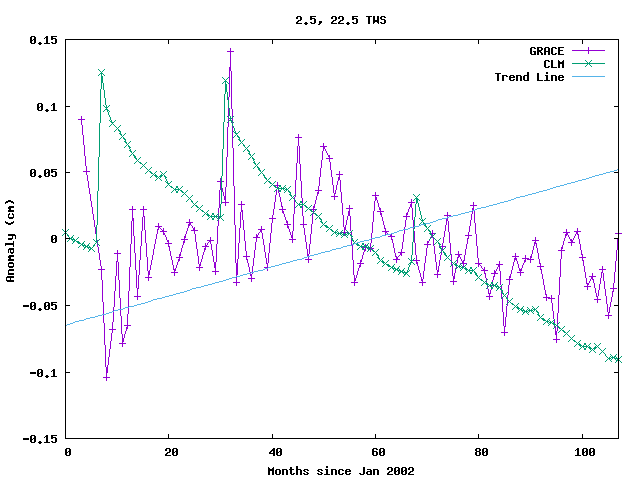 2.5, 22.5 TWS
GRACE
CLM
Trend Line
0.15
0.1
0.05
0
-0.05
-0.1
-0.15
Anomaly (cm)
0 20 40 60 80 100
Months since Jan 2002